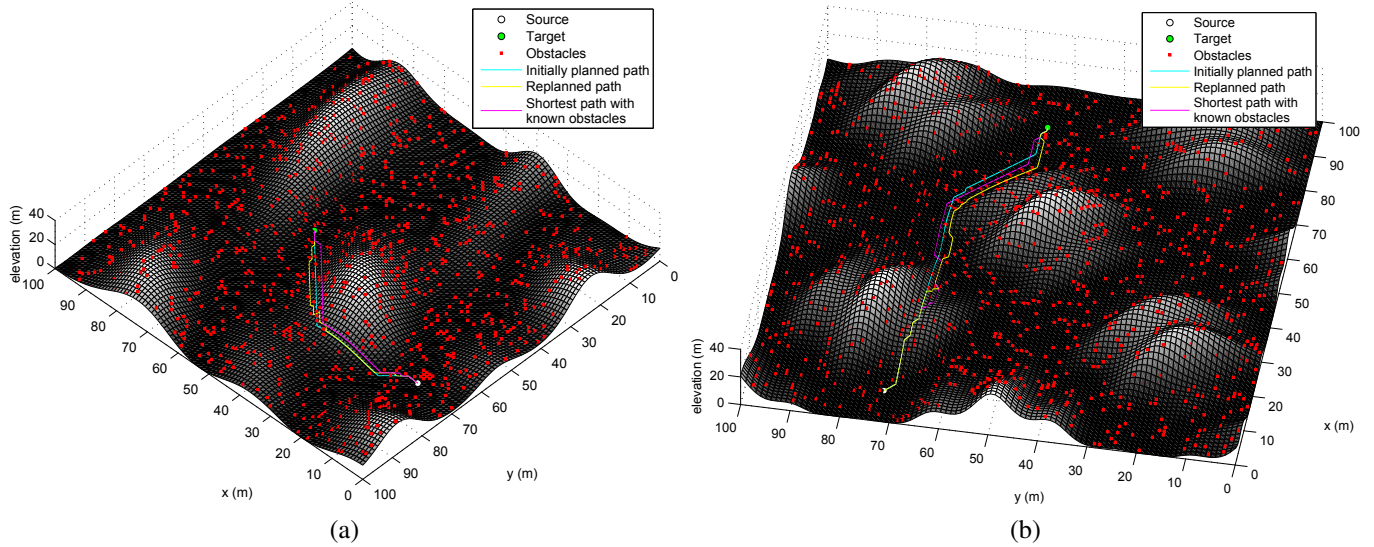 Source
Target
Obstacles
Initially planned path
Replanned path
Shortest path with
known obstacles
elevation (m)
40
20
0
100
90
80
70
60
50
40
30
20
10
0
x (m)
100
90
80
70
60
50
40
30
20
10
0
y (m)
(a)
Source
Target
Obstacles
Initially planned path
Replanned path
Shortest path with
known obstacles
elevation (m)
40
20
0
100
90
80
70
60
50
40
30
20
10
0
y (m)
100
90
80
70
60
50
40
30
20
10
0
x (m)
(b)